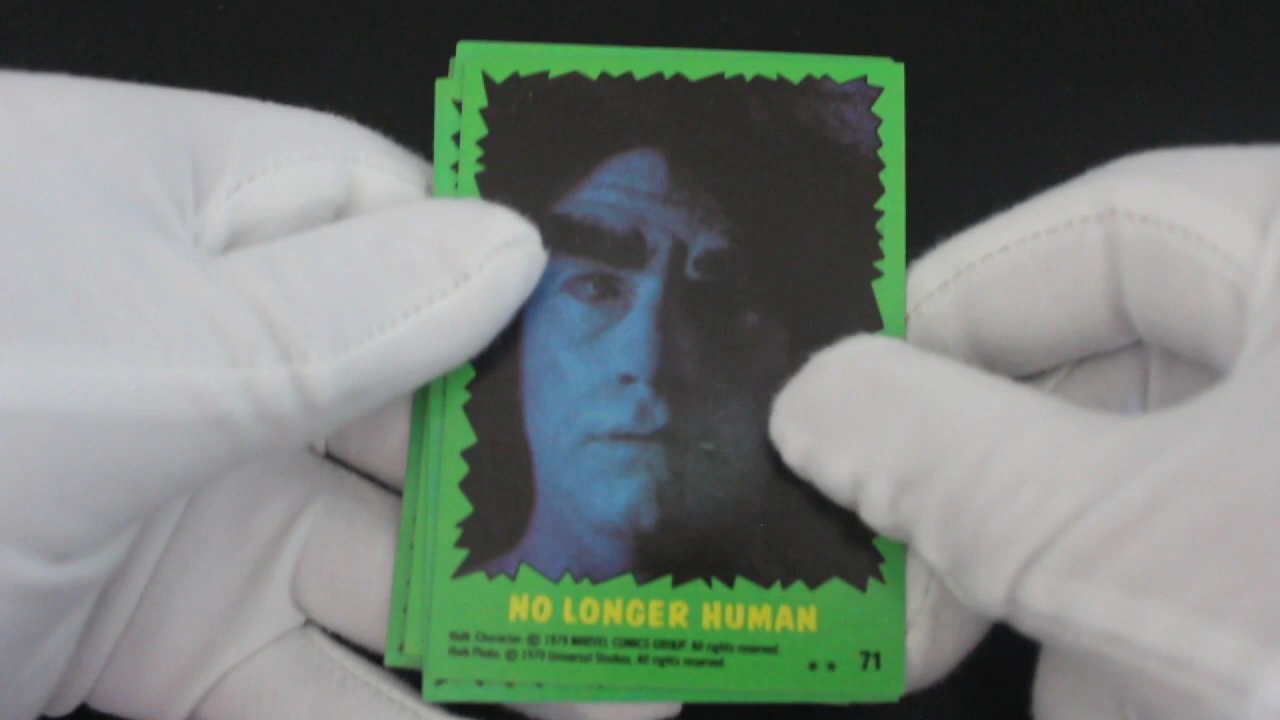 NO LONGER HUMAN
Hulk Character: © 1979 MARVEL COMICS GROUP. All rights reserved.
Hulk Photo: © 1979 Universal Studios. All rights reserved.
** 71